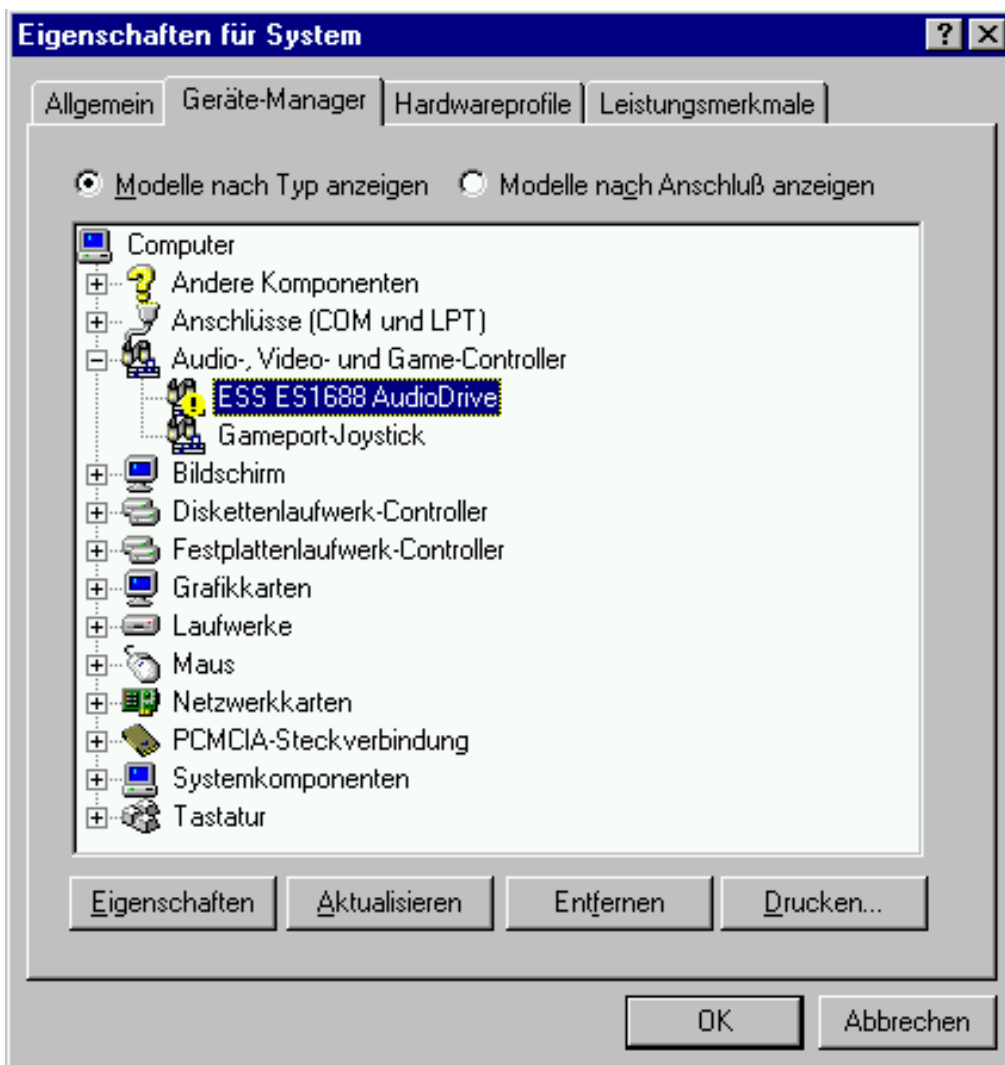 Eigenschaften für System
Allgemein Geräte-Manager Hardwareprofile Leistungsmerkmale
Modelle nach Typ anzeigen Modelle nach Anschluß anzeigen
Computer
Andere Komponenten
Anschlüsse (COM und LPT)
Audio-, Video- und Game-Controller
ESS ES1688 AudioDrive
Gameport-Joystick
Bildschirm
Diskettenlaufwerk-Controller
Festplattenlaufwerk-Controller
Grafikkarten
Laufwerke
Maus
Netzwerkkarten
PCMCIA-Steckverbindung
Systemkomponenten
Tastatur
Eigenschaften Aktualisieren Entfernen Drucken...
OK Abbrechen